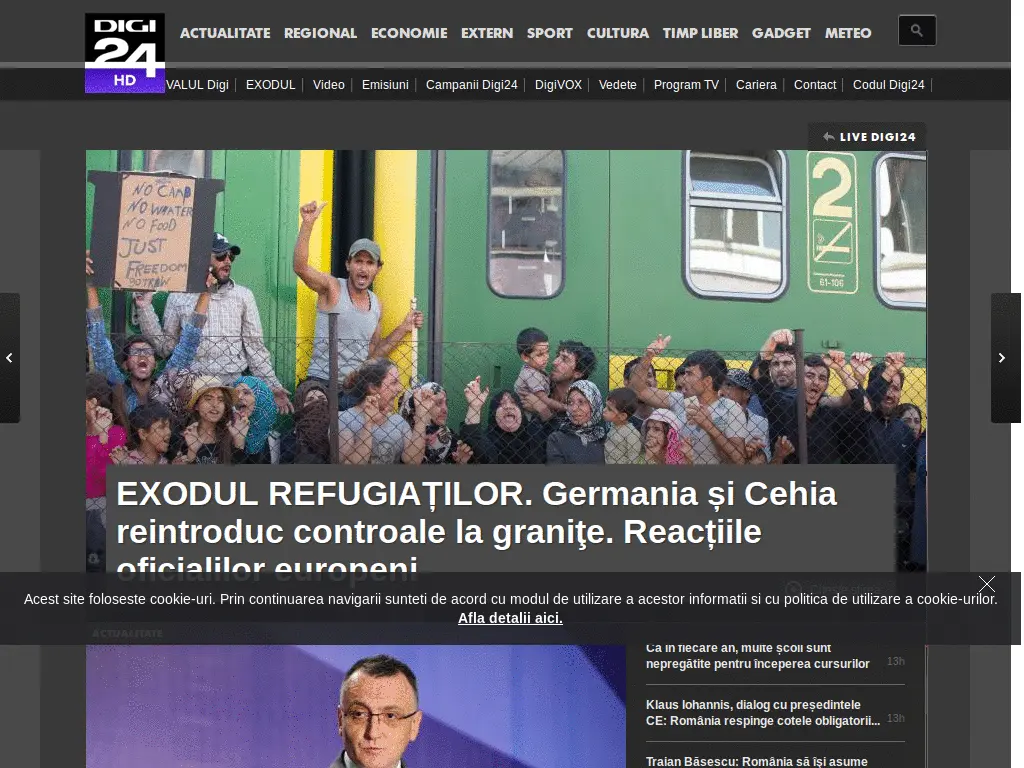 DIGI
24
HD
ACTUALITATE REGIONAL ECONOMIE EXTERN SPORT CULTURA TIMP LIBER GADGET METEO
VALUL Digi EXODUL Video Emisiuni Campanii Digi24 DigiVOX Vedete Program TV Cariera Contact Codul Digi24
LIVE DIGI24
NO CAMP
NO WATER
NO FOOD
JUST
FREEDOM
2
61-106
EXODUL REFUGIAȚILOR. Germania și Cehia
reintroduc controale la graniţe. Reacțiile
oficialilor europeni
Acest site foloseste cookie-uri. Prin continuarea navigarii sunteti de acord cu modul de utilizare a acestor informatii si cu politica de utilizare a cookie-urilor.
Afla detalii aici.
ACTUALITATE
Ca în fiecare an, multe școli sunt
nepregătite pentru începerea cursurilor 13h
Klaus Iohannis, dialog cu președintele
CE: România respinge cotele obligatorii... 13h
Traian Băsescu: România să își asume